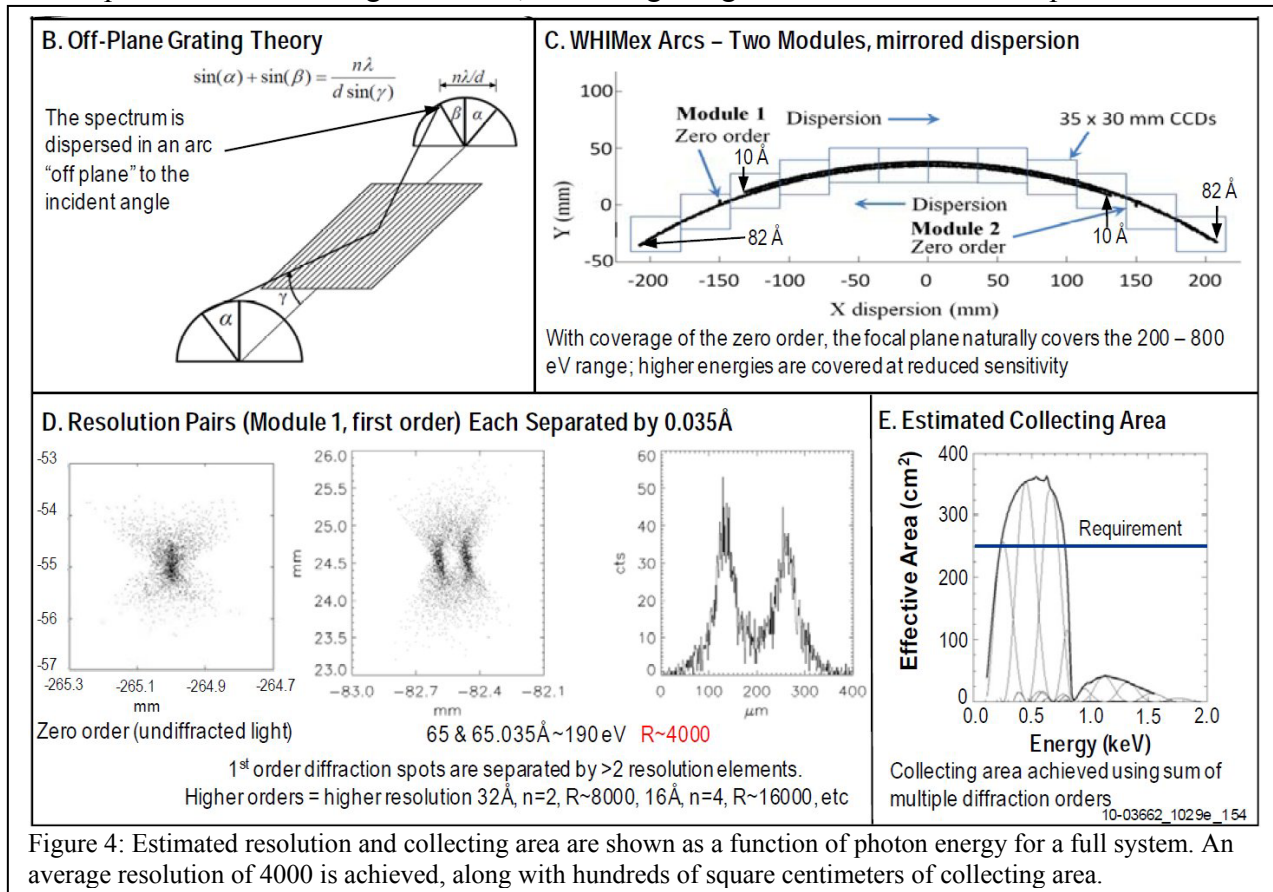 B. Off-Plane Grating Theory
sin(α) + sin(β) = nλ / d sin(γ)
nλ/d
β α
The spectrum is
dispersed in an arc
"off plane" to the
incident angle
γ
α
C. WHIMex Arcs – Two Modules, mirrored dispersion
100
50
0
-50
Y (mm)
Module 1
Zero order
Dispersion
35 x 30 mm CCDs
10 Å
82 Å
Dispersion
Module 2
Zero order
10 Å
82 Å
-200 -150 -100 -50 0 50 100 150 200
X dispersion (mm)
With coverage of the zero order, the focal plane naturally covers the 200 – 800
eV range; higher energies are covered at reduced sensitivity
D. Resolution Pairs (Module 1, first order) Each Separated by 0.035Å
-53
-54
-55
-56
-57
-265.3 -265.1 -264.9 -264.7
mm
Zero order (undiffracted light)
26.0
25.5
25.0
24.5
24.0
23.5
23.0
mm
-83.0 -82.7 -82.4 -82.1
mm
60
50
40
30
20
10
0
cts
0 100 200 300 400
μm
65 & 65.035Å ~190 eV R~4000
1st order diffraction spots are separated by >2 resolution elements.
Higher orders = higher resolution 32Å, n=2, R~8000, 16Å, n=4, R~16000, etc
E. Estimated Collecting Area
400
300
250
200
100
0
Effective Area (cm²)
Requirement
0.0 0.5 1.0 1.5 2.0
Energy (keV)
Collecting area achieved using sum of
multiple diffraction orders
10-03662_1029e_154
Figure 4: Estimated resolution and collecting area are shown as a function of photon energy for a full system. An
average resolution of 4000 is achieved, along with hundreds of square centimeters of collecting area.